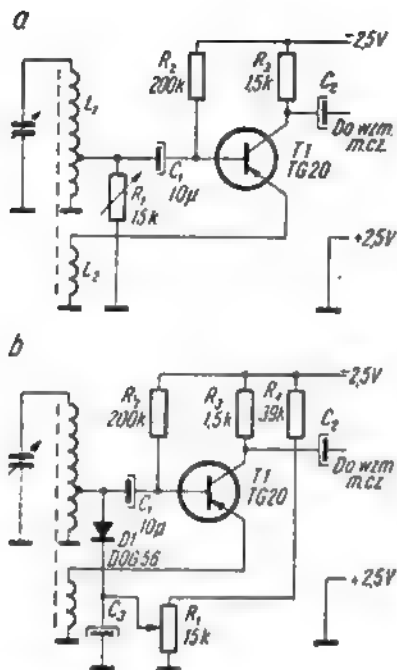 a
-2,5V
R2
200k
R3
1,5k
C2
L1
Do wzm.
m.cz.
C1
10μ
T1
TG20
R1
15k
L2
+2,5V
b
-2,5V
R2
200k
R3
1,5k
R4
39k
C2
Do wzm.
m.cz.
C1
10μ
T1
TG20
D1
DOG56
C3
R1
15k
+2,5V